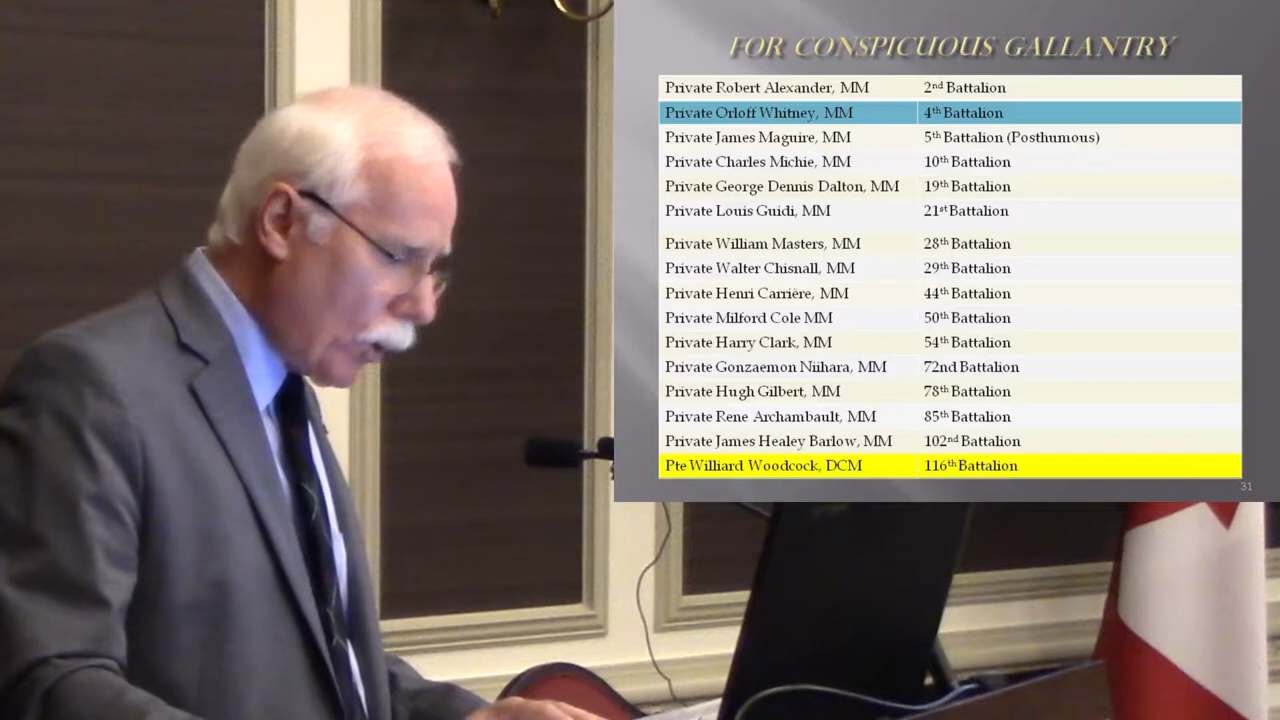 FOR CONSPICUOUS GALLANTRY
Private Robert Alexander, MM 2nd Battalion
Private Orloff Whitney, MM 4th Battalion
Private James Maguire, MM 5th Battalion (Posthumous)
Private Charles Michie, MM 10th Battalion
Private George Dennis Dalton, MM 19th Battalion
Private Louis Guidi, MM 21st Battalion
Private William Masters, MM 28th Battalion
Private Walter Chisnall, MM 29th Battalion
Private Henri Carrière, MM 44th Battalion
Private Milford Cole MM 50th Battalion
Private Harry Clark, MM 54th Battalion
Private Gonzaemon Niihara, MM 72nd Battalion
Private Hugh Gilbert, MM 78th Battalion
Private Rene Archambault, MM 85th Battalion
Private James Healey Barlow, MM 102nd Battalion
Pte Williard Woodcock, DCM 116th Battalion
31